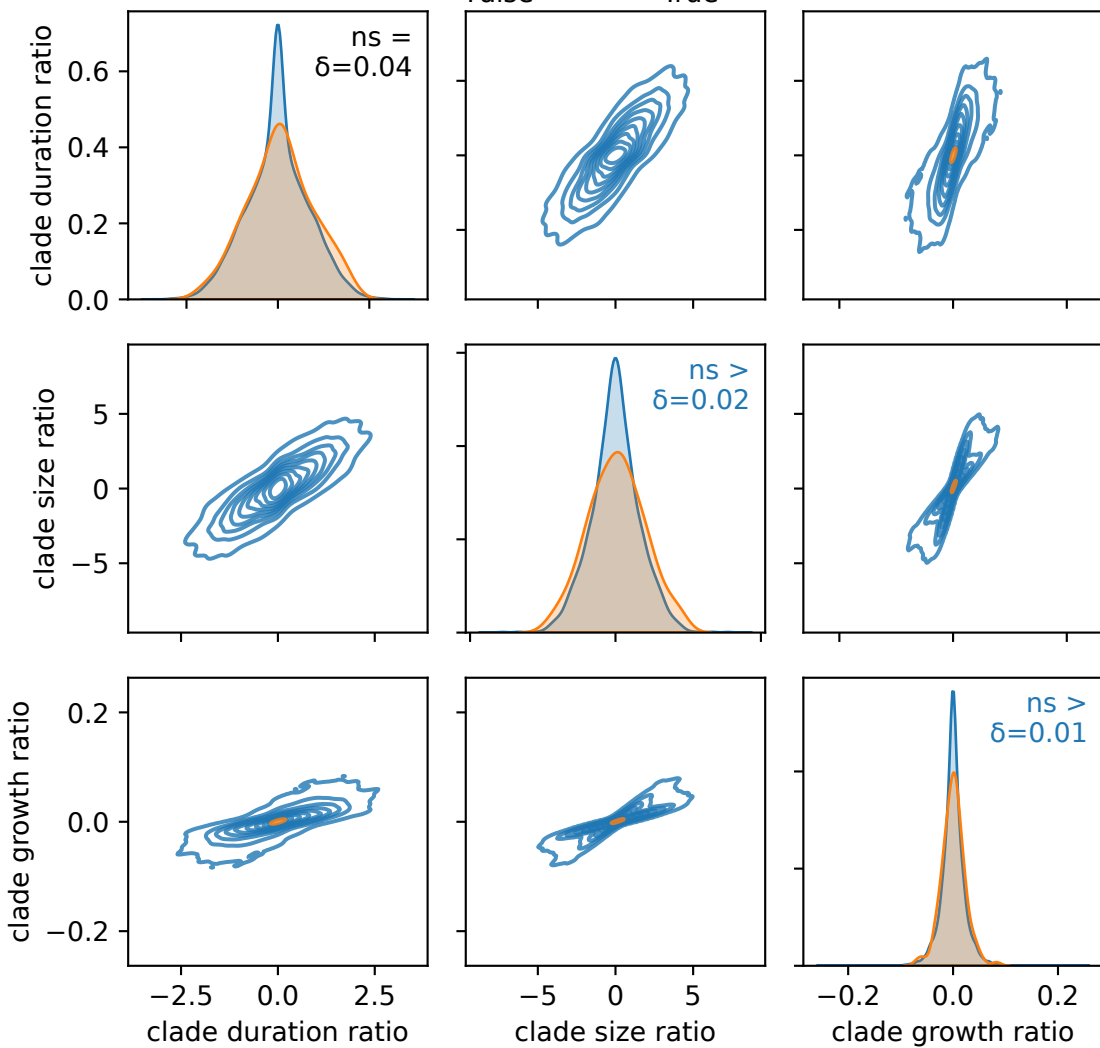 clade duration ratio
0.6
0.4
0.2
0.0
ns =
δ=0.04
clade size ratio
5
0
−5
ns >
δ=0.02
clade growth ratio
0.2
0.0
−0.2
ns >
δ=0.01
−2.5 0.0 2.5
−5 0 5
−0.2 0.0 0.2
clade duration ratio
clade size ratio
clade growth ratio